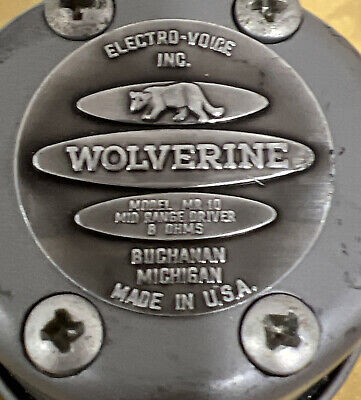 ELECTRO-VOICE
INC.
WOLVERINE
MODEL MR 10
MID RANGE DRIVER
8 OHMS
BUCHANAN
MICHIGAN
MADE IN U.S.A.